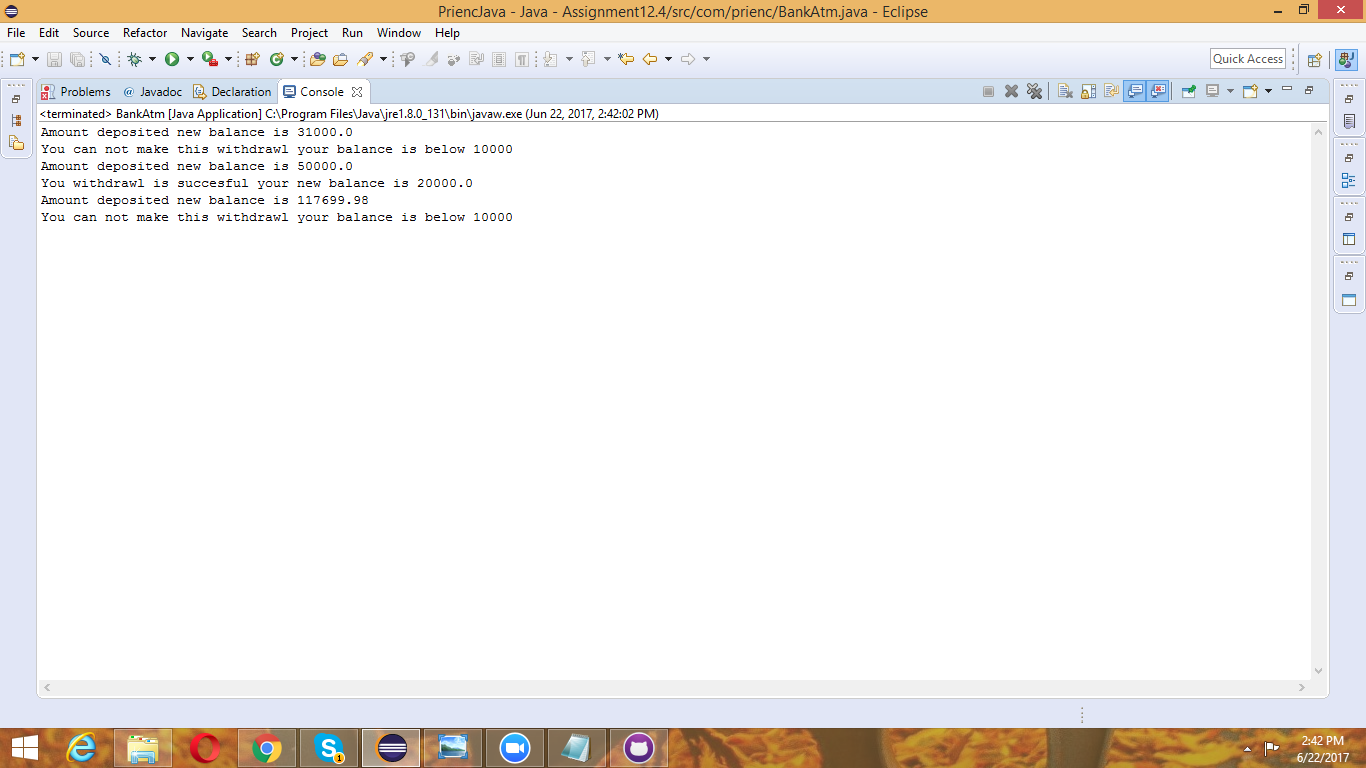 PriencJava - Java - Assignment12.4/src/com/prienc/BankAtm.java - Eclipse
File Edit Source Refactor Navigate Search Project Run Window Help
Quick Access
Problems @ Javadoc Declaration Console
<terminated> BankAtm [Java Application] C:\Program Files\Java\jre1.8.0_131\bin\javaw.exe (Jun 22, 2017, 2:42:02 PM)
Amount deposited new balance is 31000.0
You can not make this withdrawl your balance is below 10000
Amount deposited new balance is 50000.0
You withdrawl is succesful your new balance is 20000.0
Amount deposited new balance is 117699.98
You can not make this withdrawl your balance is below 10000
1
2:42 PM
6/22/2017